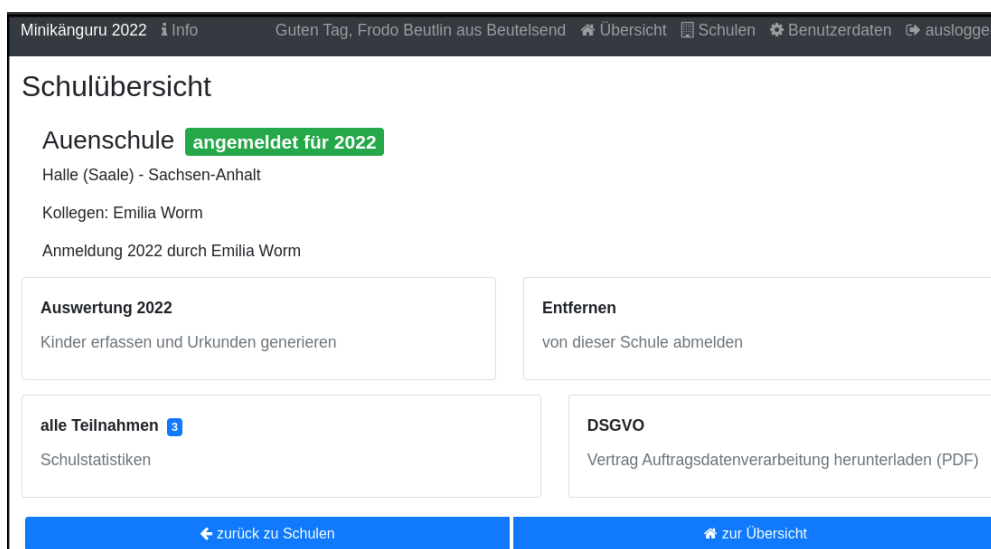 Minikänguru 2022 Info Guten Tag, Frodo Beutlin aus Beutelsend Übersicht Schulen Benutzerdaten auslogge
Schulübersicht
Auenschule angemeldet für 2022
Halle (Saale) - Sachsen-Anhalt
Kollegen: Emilia Worm
Anmeldung 2022 durch Emilia Worm
Auswertung 2022 Entfernen
Kinder erfassen und Urkunden generieren von dieser Schule abmelden
alle Teilnahmen 3 DSGVO
Schulstatistiken Vertrag Auftragsdatenverarbeitung herunterladen (PDF)
zurück zu Schulen zur Übersicht